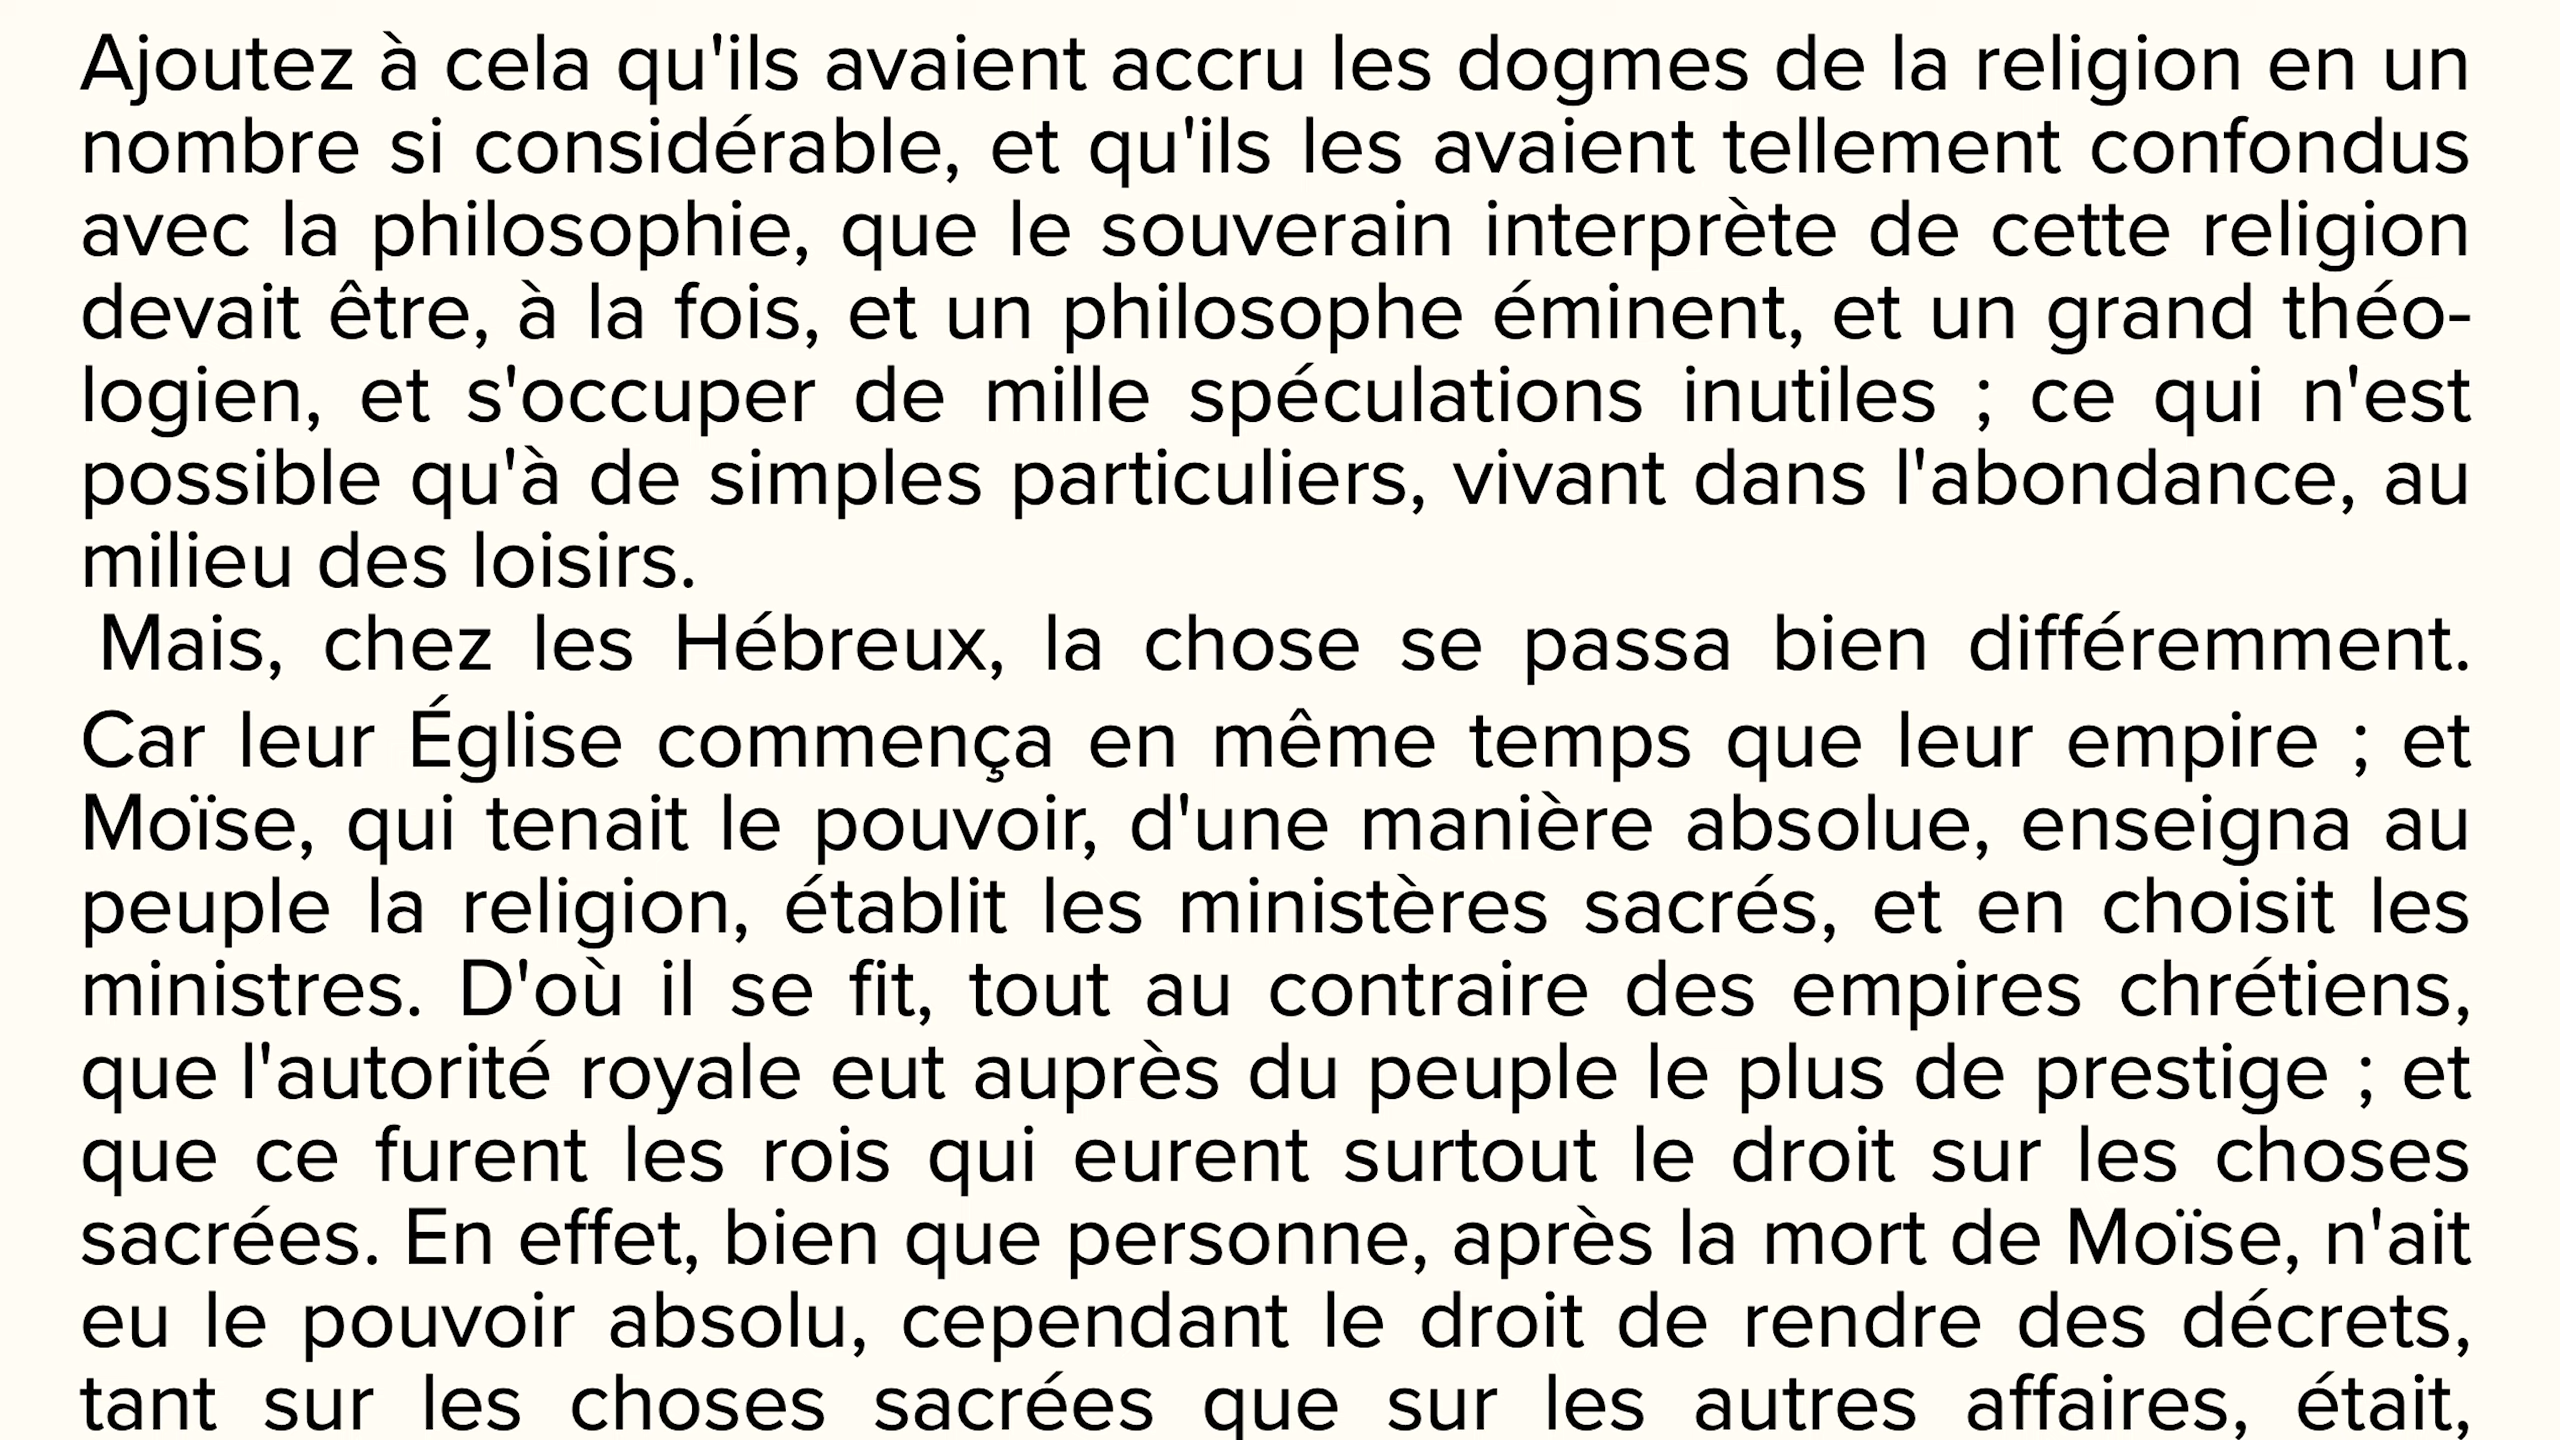 Ajoutez à cela qu'ils avaient accru les dogmes de la religion en un
nombre si considérable, et qu'ils les avaient tellement confondus
avec la philosophie, que le souverain interprète de cette religion
devait être, à la fois, et un philosophe éminent, et un grand théo-
logien, et s'occuper de mille spéculations inutiles ; ce qui n'est
possible qu'à de simples particuliers, vivant dans l'abondance, au
milieu des loisirs.
Mais, chez les Hébreux, la chose se passa bien différemment.
Car leur Église commença en même temps que leur empire ; et
Moïse, qui tenait le pouvoir, d'une manière absolue, enseigna au
peuple la religion, établit les ministères sacrés, et en choisit les
ministres. D'où il se fit, tout au contraire des empires chrétiens,
que l'autorité royale eut auprès du peuple le plus de prestige ; et
que ce furent les rois qui eurent surtout le droit sur les choses
sacrées. En effet, bien que personne, après la mort de Moïse, n'ait
eu le pouvoir absolu, cependant le droit de rendre des décrets,
tant sur les choses sacrées que sur les autres affaires, était,